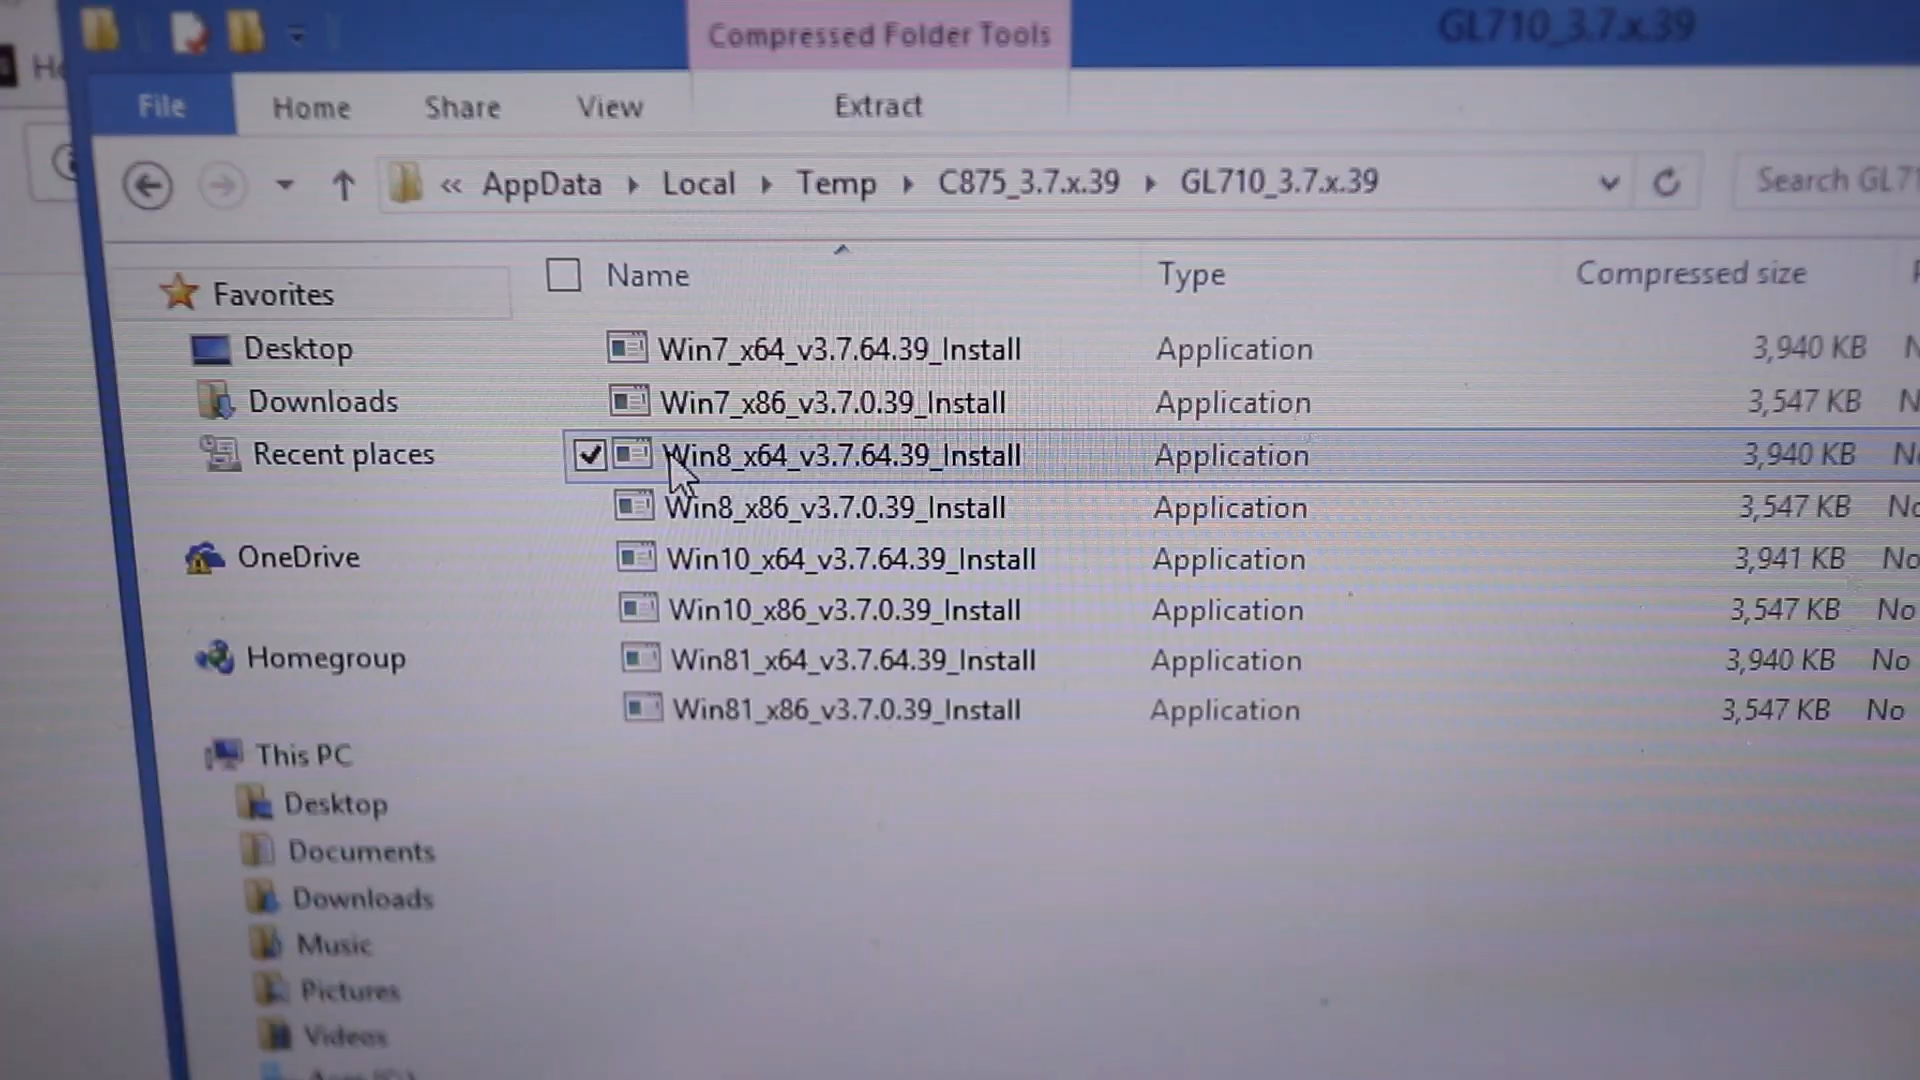 Compressed Folder Tools
GL710_3.7.x.39
File
Home
Share
View
Extract
« AppData
Local
Temp
C875_3.7.x.39
GL710_3.7.x.39
Search GL71
Name
Type
Compressed size
Favorites
Desktop
Downloads
Recent places
OneDrive
Homegroup
This PC
Desktop
Documents
Downloads
Music
Pictures
Videos
Win7_x64_v3.7.64.39_Install Application 3,940 KB
Win7_x86_v3.7.0.39_Install Application 3,547 KB
Win8_x64_v3.7.64.39_Install Application 3,940 KB
Win8_x86_v3.7.0.39_Install Application 3,547 KB
Win10_x64_v3.7.64.39_Install Application 3,941 KB No
Win10_x86_v3.7.0.39_Install Application 3,547 KB No
Win81_x64_v3.7.64.39_Install Application 3,940 KB No
Win81_x86_v3.7.0.39_Install Application 3,547 KB No